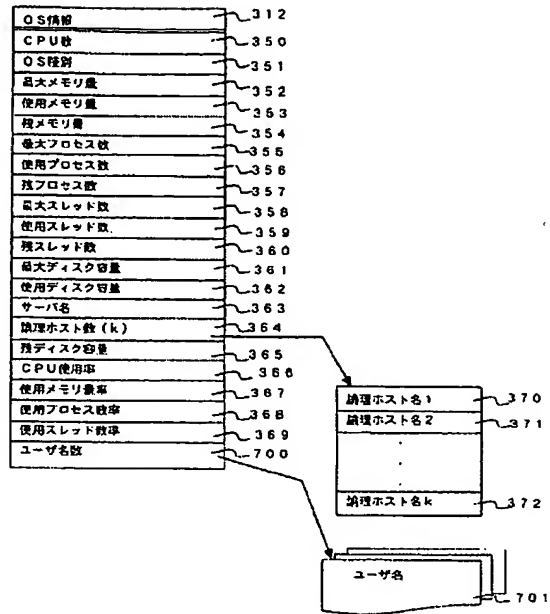 OS情報 312
CPU数 350
OS種別 351
最大メモリ量 352
使用メモリ量 353
残メモリ量 354
最大プロセス数 355
使用プロセス数 356
残プロセス数 357
最大スレッド数 358
使用スレッド数 359
残スレッド数 360
最大ディスク容量 361
使用ディスク容量 362
サーバ名 363
論理ホスト数(k) 364
残ディスク容量 365
CPU使用率 366
使用メモリ量率 367
使用プロセス数率 368
使用スレッド数率 369
ユーザ名数 700
論理ホスト名1 370
論理ホスト名2 371
論理ホスト名k 372
ユーザ名 701